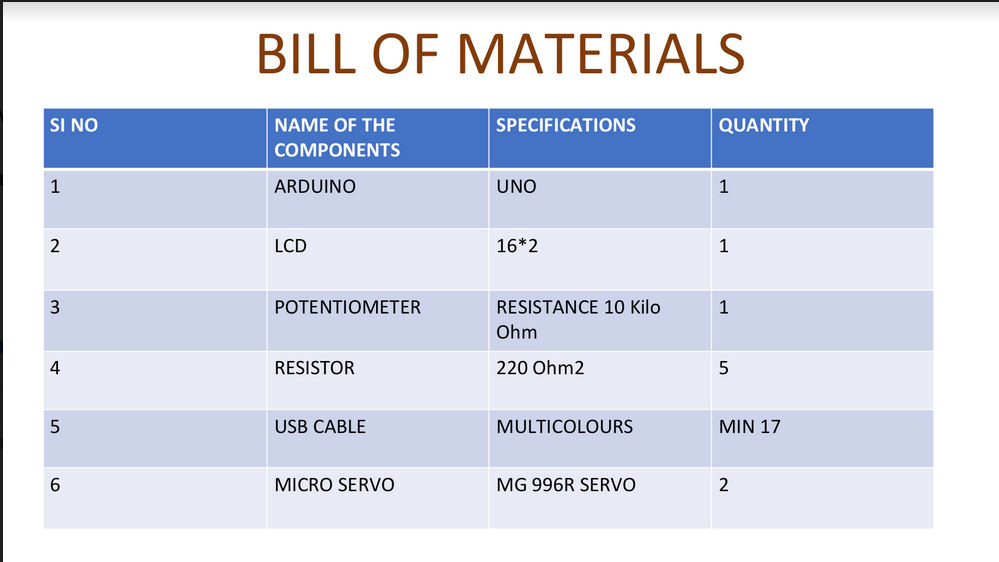 BILL OF MATERIALS
SI NO NAME OF THE COMPONENTS SPECIFICATIONS QUANTITY
1 ARDUINO UNO 1
2 LCD 16*2 1
3 POTENTIOMETER RESISTANCE 10 Kilo Ohm 1
4 RESISTOR 220 Ohm2 5
5 USB CABLE MULTICOLOURS MIN 17
6 MICRO SERVO MG 996R SERVO 2